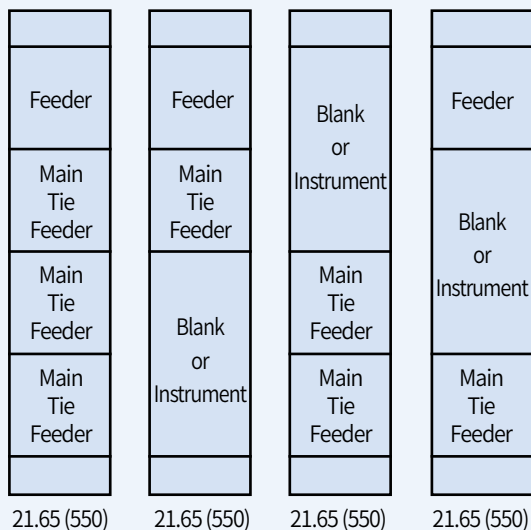 Feeder
Main
Tie
Feeder
Main
Tie
Feeder
Main
Tie
Feeder
21.65 (550)
Feeder
Main
Tie
Feeder
Blank
or
Instrument
21.65 (550)
Blank
or
Instrument
Main
Tie
Feeder
Main
Tie
Feeder
21.65 (550)
Feeder
Blank
or
Instrument
Main
Tie
Feeder
21.65 (550)